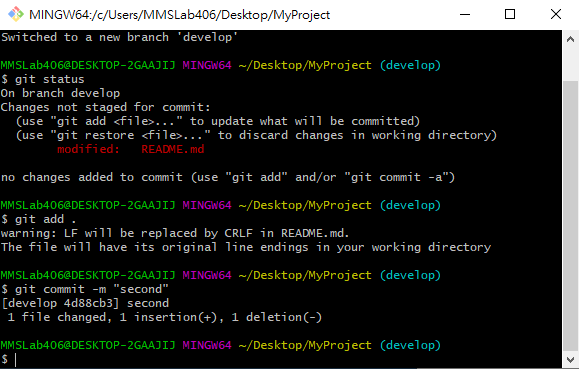 MINGW64:/c/Users/MMSLab406/Desktop/MyProject
Switched to a new branch 'develop'
MMSLab406@DESKTOP-2GAAJIJ MINGW64 ~/Desktop/MyProject (develop)
$ git status
On branch develop
Changes not staged for commit:
  (use "git add <file>..." to update what will be committed)
  (use "git restore <file>..." to discard changes in working directory)
        modified:   README.md
no changes added to commit (use "git add" and/or "git commit -a")
MMSLab406@DESKTOP-2GAAJIJ MINGW64 ~/Desktop/MyProject (develop)
$ git add .
warning: LF will be replaced by CRLF in README.md.
The file will have its original line endings in your working directory
MMSLab406@DESKTOP-2GAAJIJ MINGW64 ~/Desktop/MyProject (develop)
$ git commit -m "second"
[develop 4d88cb3] second
 1 file changed, 1 insertion(+), 1 deletion(-)
MMSLab406@DESKTOP-2GAAJIJ MINGW64 ~/Desktop/MyProject (develop)
$